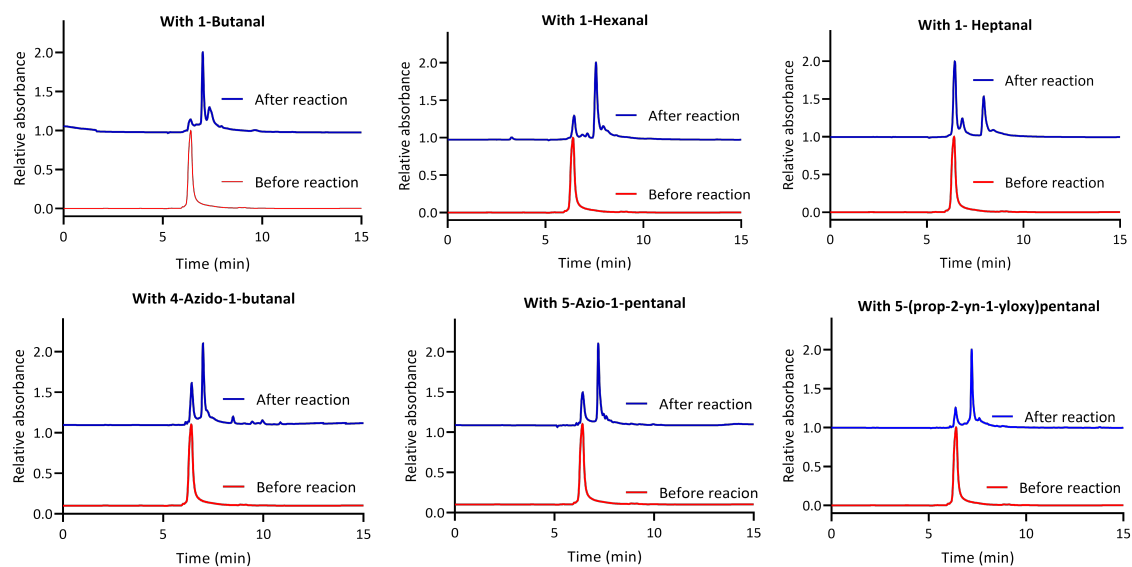 With 1-Butanal
Relative absorbance
2.0
1.5
1.0
0.5
0.0
After reaction
Before reaction
0
5
10
15
Time (min)
With 1-Hexanal
Relative absorbance
2.0
1.5
1.0
0.5
0.0
After reaction
Before reaction
0
5
10
15
Time (min)
With 1- Heptanal
Relative absorbance
2.0
1.5
1.0
0.5
0.0
After reaction
Before reaction
0
5
10
15
Time (min)
With 4-Azido-1-butanal
Relative absorbance
2.0
1.0
0.5
0.0
After reaction
Before reacion
0
5
10
15
Time (min)
With 5-Azio-1-pentanal
Relative absorbance
2.0
1.0
0.5
0.0
After reaction
Before reacion
0
5
10
15
Time (min)
With 5-(prop-2-yn-1-yloxy)pentanal
Relative absorbance
2.0
1.0
0.5
0.0
After reaction
Before reaction
0
5
10
15
Time (min)